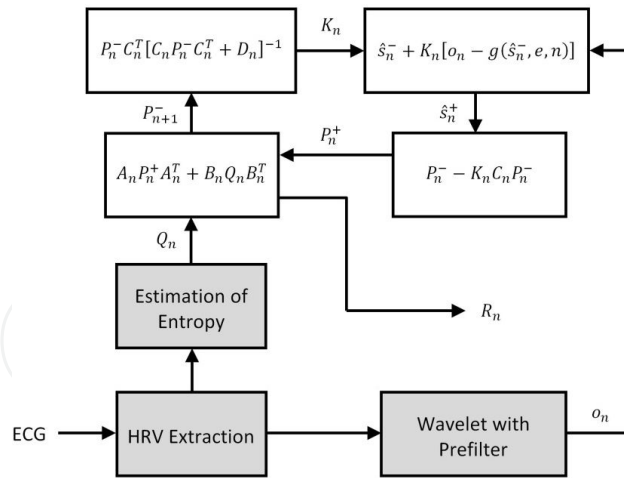 P_n^- C_n^T [C_n P_n^- C_n^T + D_n]^{-1}
K_n
ŝ_n^- + K_n[o_n − g(ŝ_n^-, e, n)]
P_{n+1}^-
ŝ_n^+
P_n^+
A_n P_n^+ A_n^T + B_n Q_n B_n^T
P_n^- − K_n C_n P_n^-
Q_n
Estimation of
Entropy
R_n
ECG
HRV Extraction
Wavelet with
Prefilter
o_n